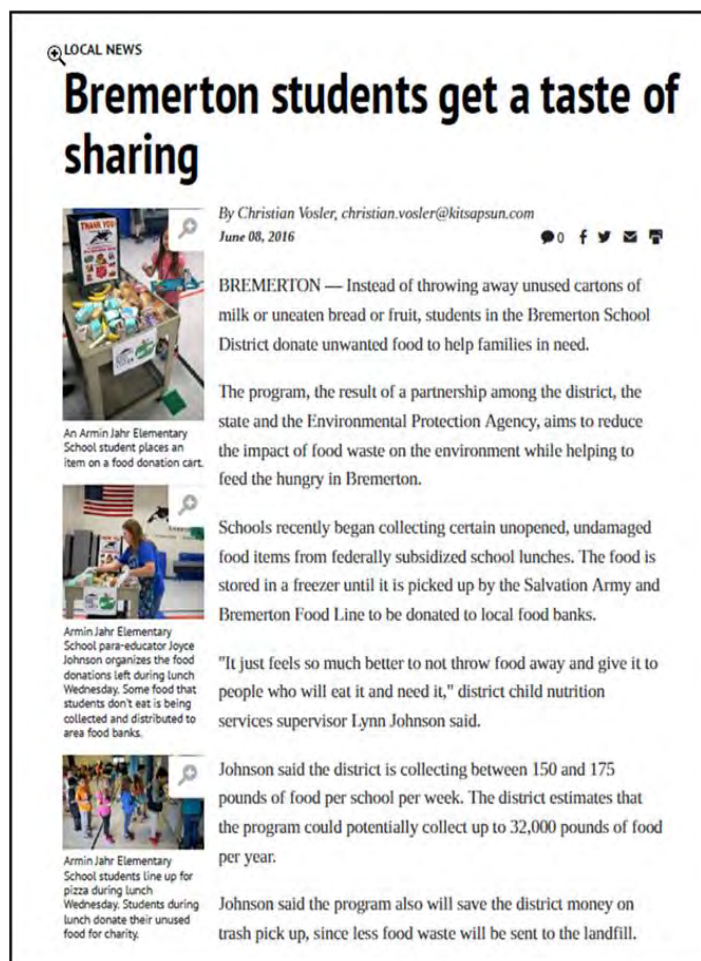 LOCAL NEWS
Bremerton students get a taste of
sharing
By Christian Vosler, christian.vosler@kitsapsun.com
June 08, 2016
0
BREMERTON — Instead of throwing away unused cartons of
milk or uneaten bread or fruit, students in the Bremerton School
District donate unwanted food to help families in need.
The program, the result of a partnership among the district, the
state and the Environmental Protection Agency, aims to reduce
the impact of food waste on the environment while helping to
feed the hungry in Bremerton.
Schools recently began collecting certain unopened, undamaged
food items from federally subsidized school lunches. The food is
stored in a freezer until it is picked up by the Salvation Army and
Bremerton Food Line to be donated to local food banks.
"It just feels so much better to not throw food away and give it to
people who will eat it and need it," district child nutrition
services supervisor Lynn Johnson said.
Johnson said the district is collecting between 150 and 175
pounds of food per school per week. The district estimates that
the program could potentially collect up to 32,000 pounds of food
per year.
Johnson said the program also will save the district money on
trash pick up, since less food waste will be sent to the landfill.
THANK YOU!
An Armin Jahr Elementary
School student places an
item on a food donation cart.
Armin Jahr Elementary
School para-educator Joyce
Johnson organizes the food
donations left during lunch
Wednesday. Some food that
students don't eat is being
collected and distributed to
area food banks.
Armin Jahr Elementary
School students line up for
pizza during lunch
Wednesday. Students during
lunch donate their unused
food for charity.